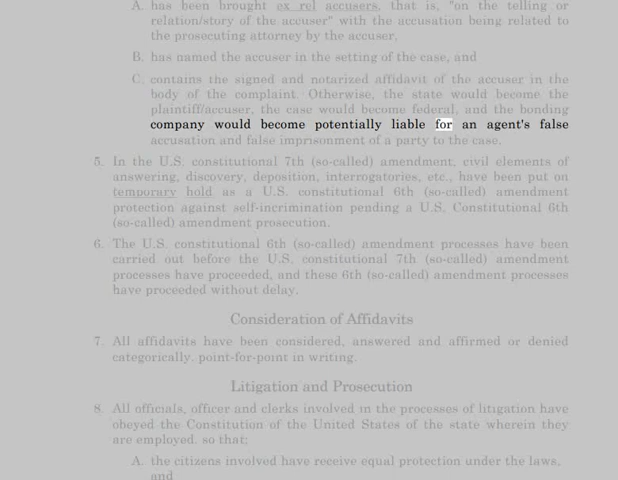 A. has been brought ex rel accusers, that is, "on the telling or
relation/story of the accuser" with the accusation being related to
the prosecuting attorney by the accuser,
B. has named the accuser in the setting of the case, and
C. contains the signed and notarized affidavit of the accuser in the
body of the complaint. Otherwise, the state would become the
plaintiff/accuser, the case would become federal, and the bonding
company would become potentially liable for an agent's false
accusation and false imprisonment of a party to the case.
5. In the U.S. constitutional 7th (so-called) amendment, civil elements of
answering, discovery, deposition, interrogatories, etc., have been put on
temporary hold as a U.S. constitutional 6th (so-called) amendment
protection against self-incrimination pending a U.S. Constitutional 6th
(so-called) amendment prosecution.
6. The U.S. constitutional 6th (so-called) amendment processes have been
carried out before the U.S. constitutional 7th (so-called) amendment
processes have proceeded, and these 6th (so-called) amendment processes
have proceeded without delay.
Consideration of Affidavits
7. All affidavits have been considered, answered and affirmed or denied
categorically. point-for-point in writing.
Litigation and Prosecution
8. All officials, officer and clerks involved in the processes of litigation have
obeyed the Constitution of the United States of the state wherein they
are employed. so that:
A. the citizens involved have receive equal protection under the laws,
and